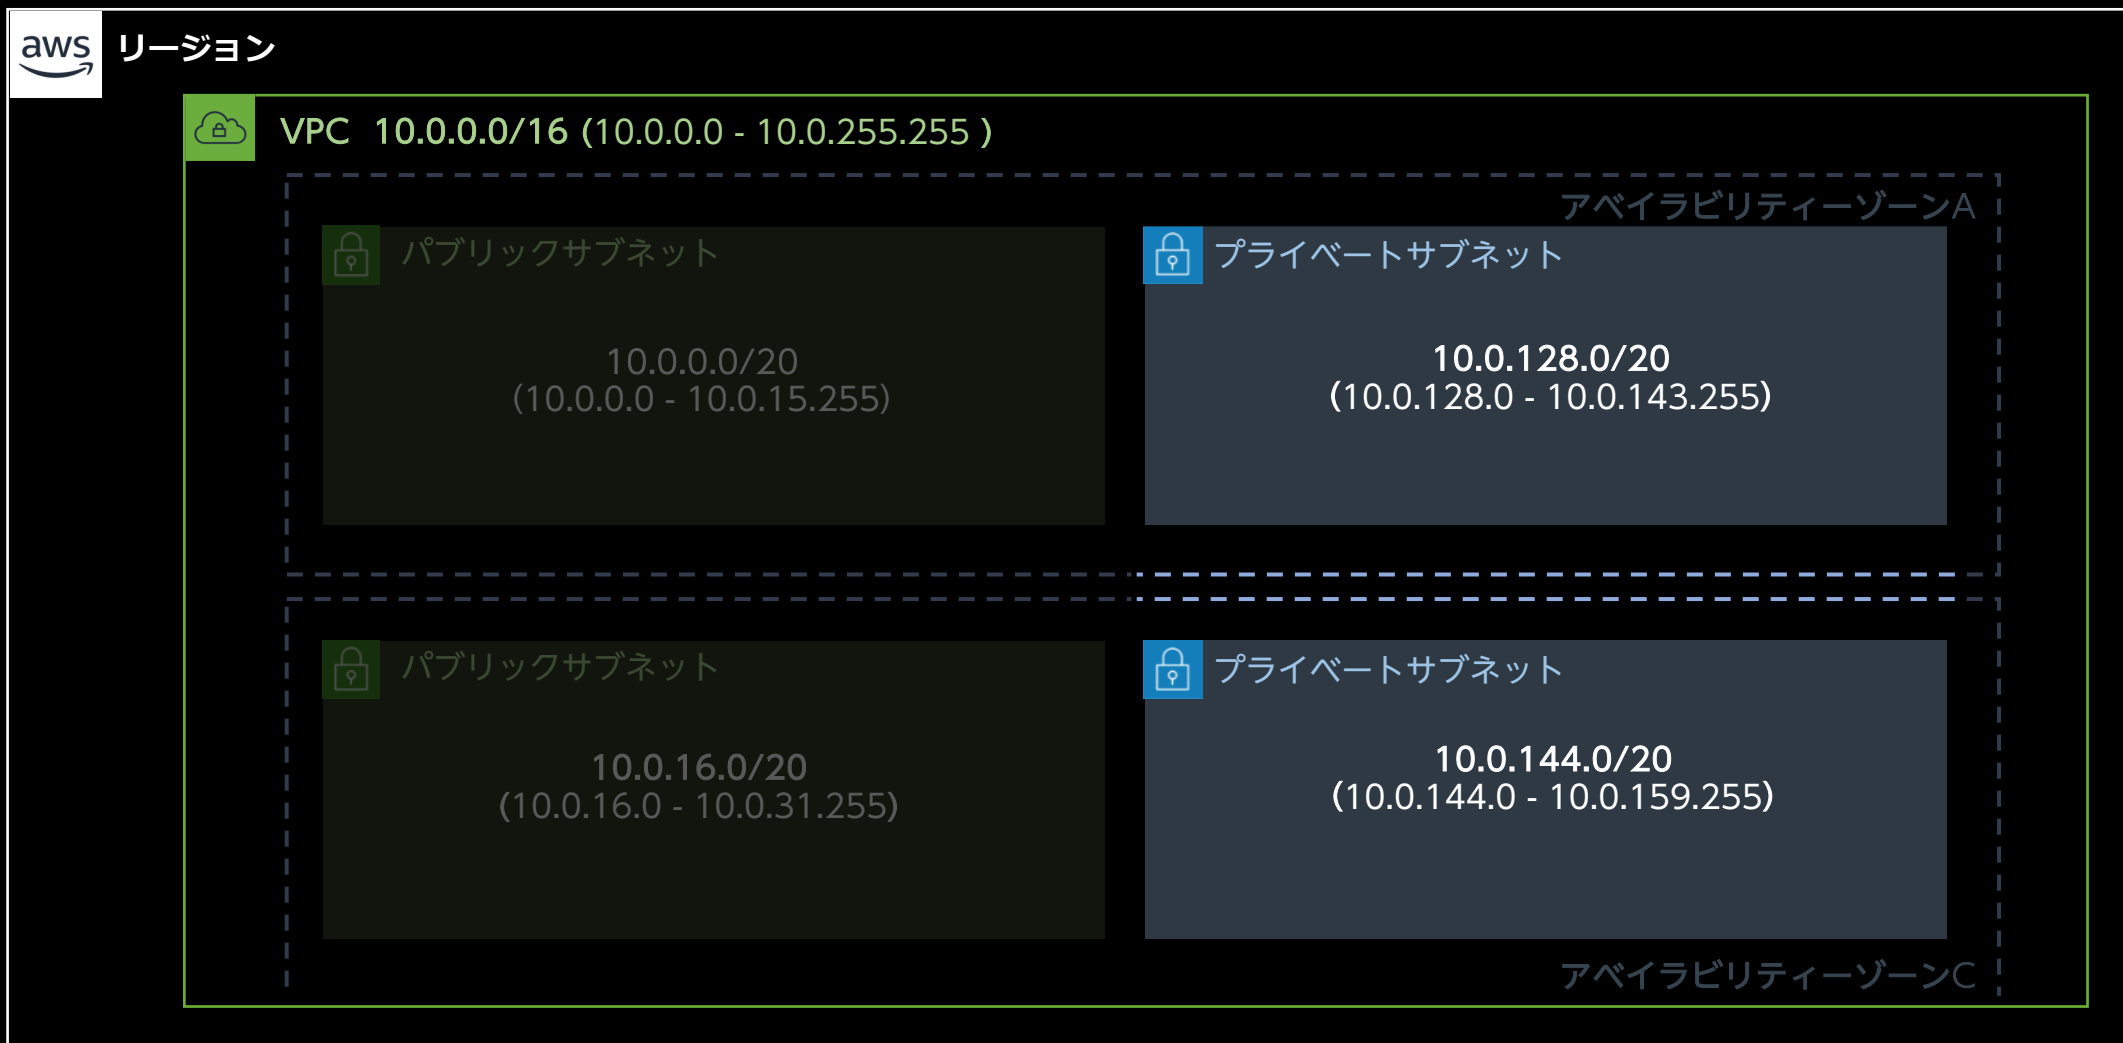 aws
リージョン
VPC 10.0.0.0/16 (10.0.0.0 - 10.0.255.255 )
アベイラビリティーゾーンA
パブリックサブネット
10.0.0.0/20
(10.0.0.0 - 10.0.15.255)
プライベートサブネット
10.0.128.0/20
(10.0.128.0 - 10.0.143.255)
パブリックサブネット
10.0.16.0/20
(10.0.16.0 - 10.0.31.255)
プライベートサブネット
10.0.144.0/20
(10.0.144.0 - 10.0.159.255)
アベイラビリティーゾーンC